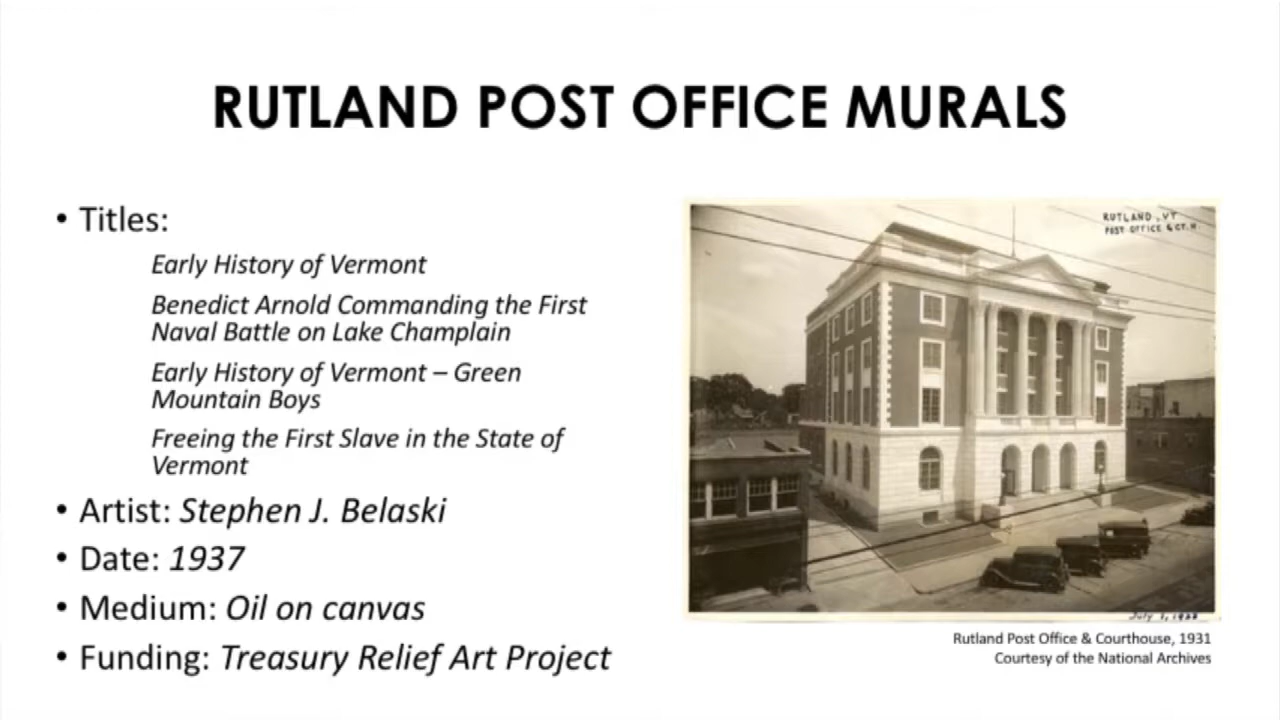 RUTLAND POST OFFICE MURALS
• Titles:
Early History of Vermont
Benedict Arnold Commanding the First
Naval Battle on Lake Champlain
Early History of Vermont – Green
Mountain Boys
Freeing the First Slave in the State of
Vermont
• Artist: Stephen J. Belaski
• Date: 1937
• Medium: Oil on canvas
• Funding: Treasury Relief Art Project
RUTLAND, VT
POST OFFICE & CT. H.
July 1, 1933
Rutland Post Office & Courthouse, 1931
Courtesy of the National Archives